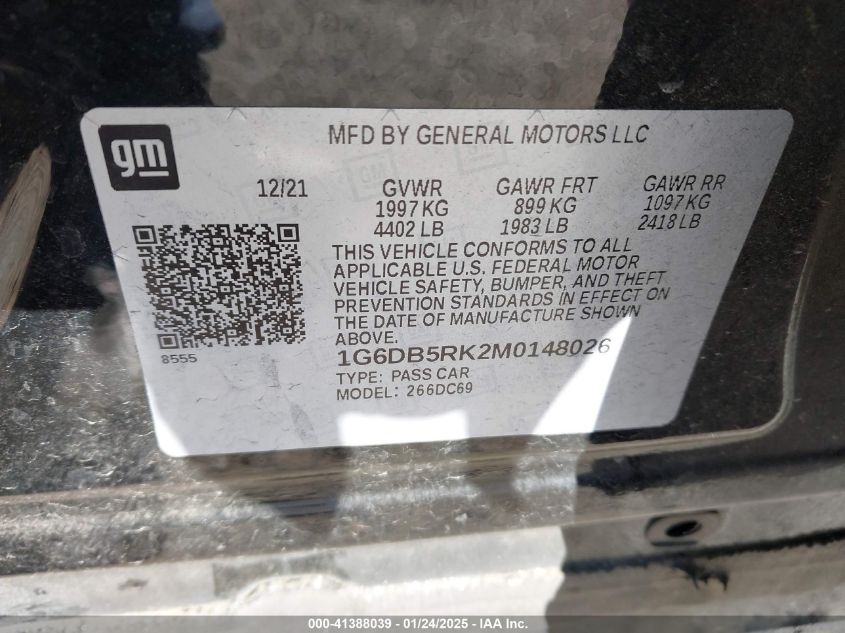 gm
MFD BY GENERAL MOTORS LLC
12/21 GVWR GAWR FRT GAWR RR
1997 KG 899 KG 1097 KG
4402 LB 1983 LB 2418 LB
THIS VEHICLE CONFORMS TO ALL
APPLICABLE U.S. FEDERAL MOTOR
VEHICLE SAFETY, BUMPER, AND THEFT
PREVENTION STANDARDS IN EFFECT ON
THE DATE OF MANUFACTURE SHOWN
ABOVE.
8555
1G6DB5RK2M0148026
TYPE: PASS CAR
MODEL: 266DC69
000-41388039 — 01/24/2025 — IAA Inc.